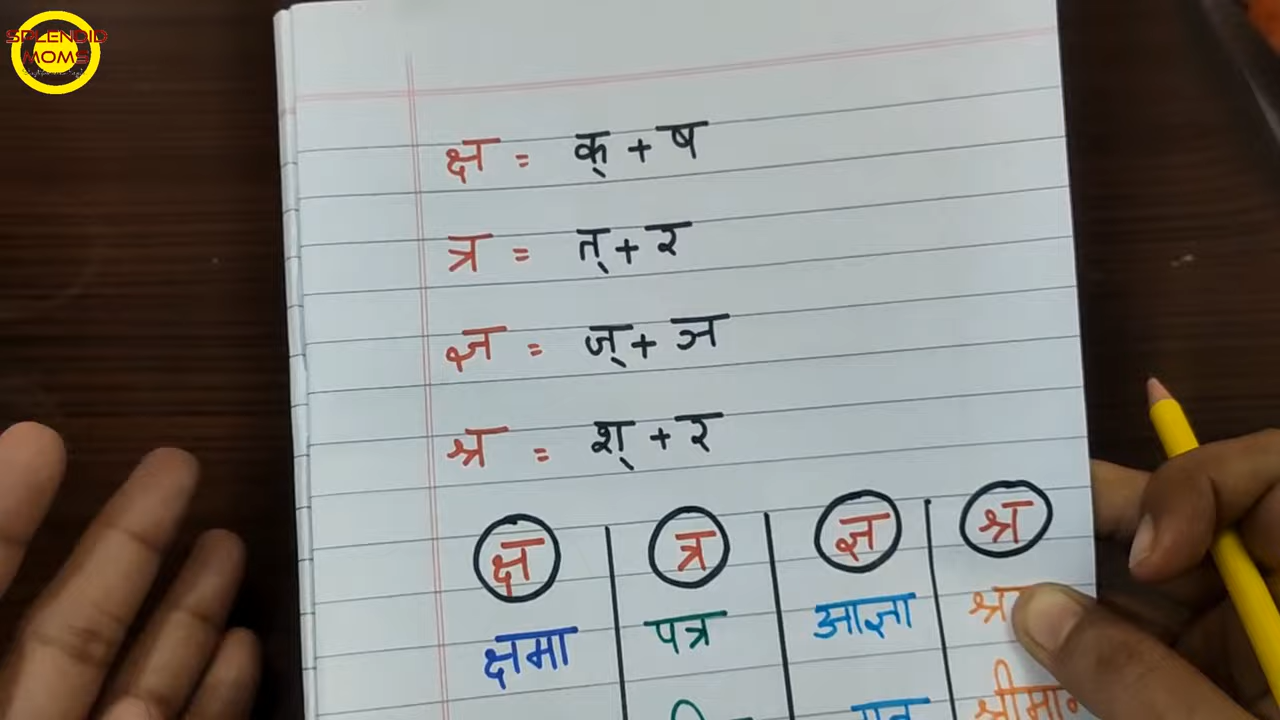 SPLENDID
MOMS
क्ष = क् + ष
त्र = त् + र
ज्ञ = ज् + ञ
श्र = श् + र
क्ष त्र ज्ञ श्र
क्षमा पत्र आज्ञा